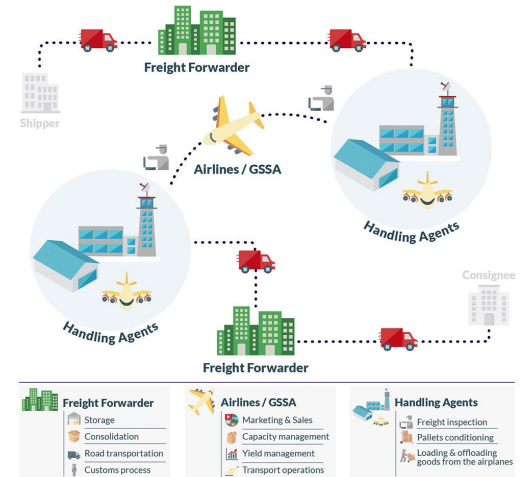 Freight Forwarder
Shipper
Airlines / GSSA
Handling Agents
Handling Agents
Consignee
Freight Forwarder
Freight Forwarder
Storage
Consolidation
Road transportation
Customs process
Airlines / GSSA
Marketing & Sales
Capacity management
Yield management
Transport operations
Handling Agents
Freight inspection
Pallets conditioning
Loading & offloading
goods from the airplanes